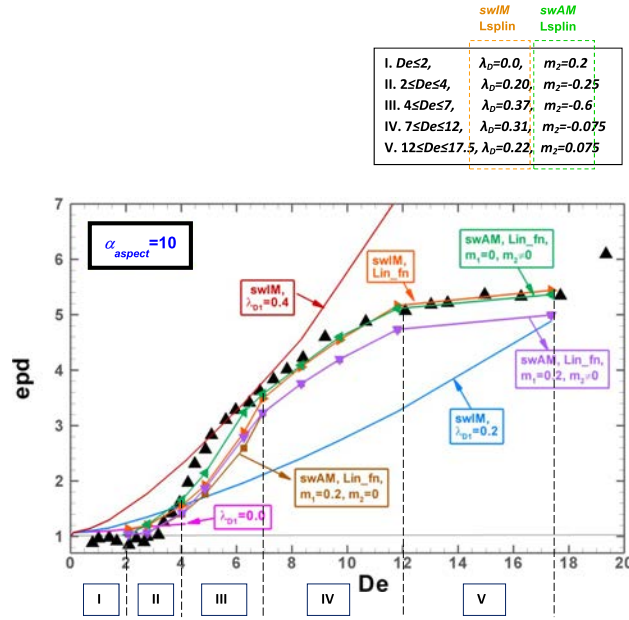 swIM swAM
Lsplin Lsplin
I. De≤2, λD=0.0, m2=0.2
II. 2≤De≤4, λD=0.20, m2=-0.25
III. 4≤De≤7, λD=0.37, m2=-0.6
IV. 7≤De≤12, λD=0.31, m2=-0.075
V. 12≤De≤17.5, λD=0.22, m2=0.075
7
αaspect=10
6
swAM, Lin_fn,
m1=0, m2≠0
swIM,
Lin_fn
swIM,
λD1=0.4
5
epd
4
swAM, Lin_fn,
m1=0.2, m2≠0
3
swIM,
λD1=0.2
swAM, Lin_fn,
m1=0.2, m2=0
2
λD1=0.0
1
0 2 4 6 8 10 12 14 16 18 20
De
I II III IV V